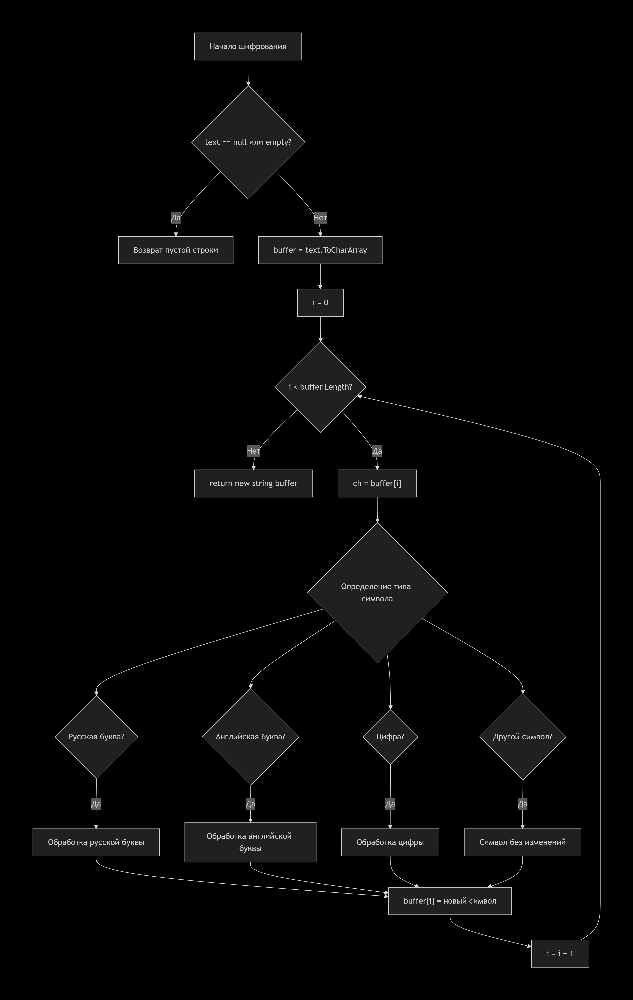 Начало шифрования
text == null или empty?
Да
Нет
Возврат пустой строки
buffer = text.ToCharArray
i = 0
i < buffer.Length?
Нет
Да
return new string buffer
ch = buffer[i]
Определение типа
символа
Русская буква?
Английская буква?
Цифра?
Другой символ?
Да
Да
Да
Да
Обработка русской буквы
Обработка английской
буквы
Обработка цифры
Символ без изменений
buffer[i] = новый символ
i = i + 1